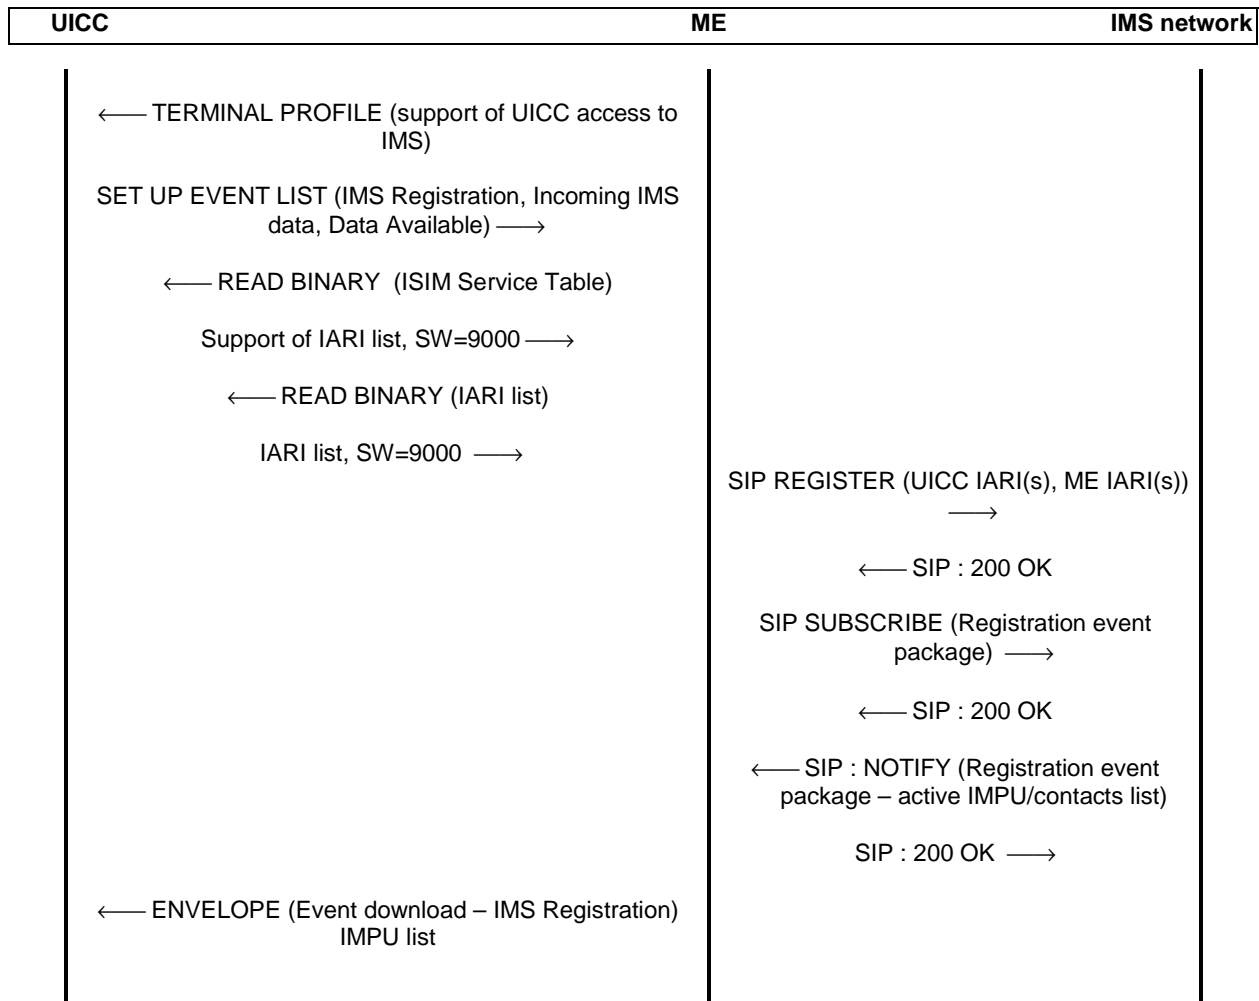 UICC ME IMS network
← TERMINAL PROFILE (support of UICC access to
IMS)
SET UP EVENT LIST (IMS Registration, Incoming IMS
data, Data Available) →
← READ BINARY (ISIM Service Table)
Support of IARI list, SW=9000 →
← READ BINARY (IARI list)
IARI list, SW=9000 →
SIP REGISTER (UICC IARI(s), ME IARI(s))
→
← SIP : 200 OK
SIP SUBSCRIBE (Registration event
package) →
← SIP : 200 OK
← SIP : NOTIFY (Registration event
package – active IMPU/contacts list)
SIP : 200 OK →
← ENVELOPE (Event download – IMS Registration)
IMPU list